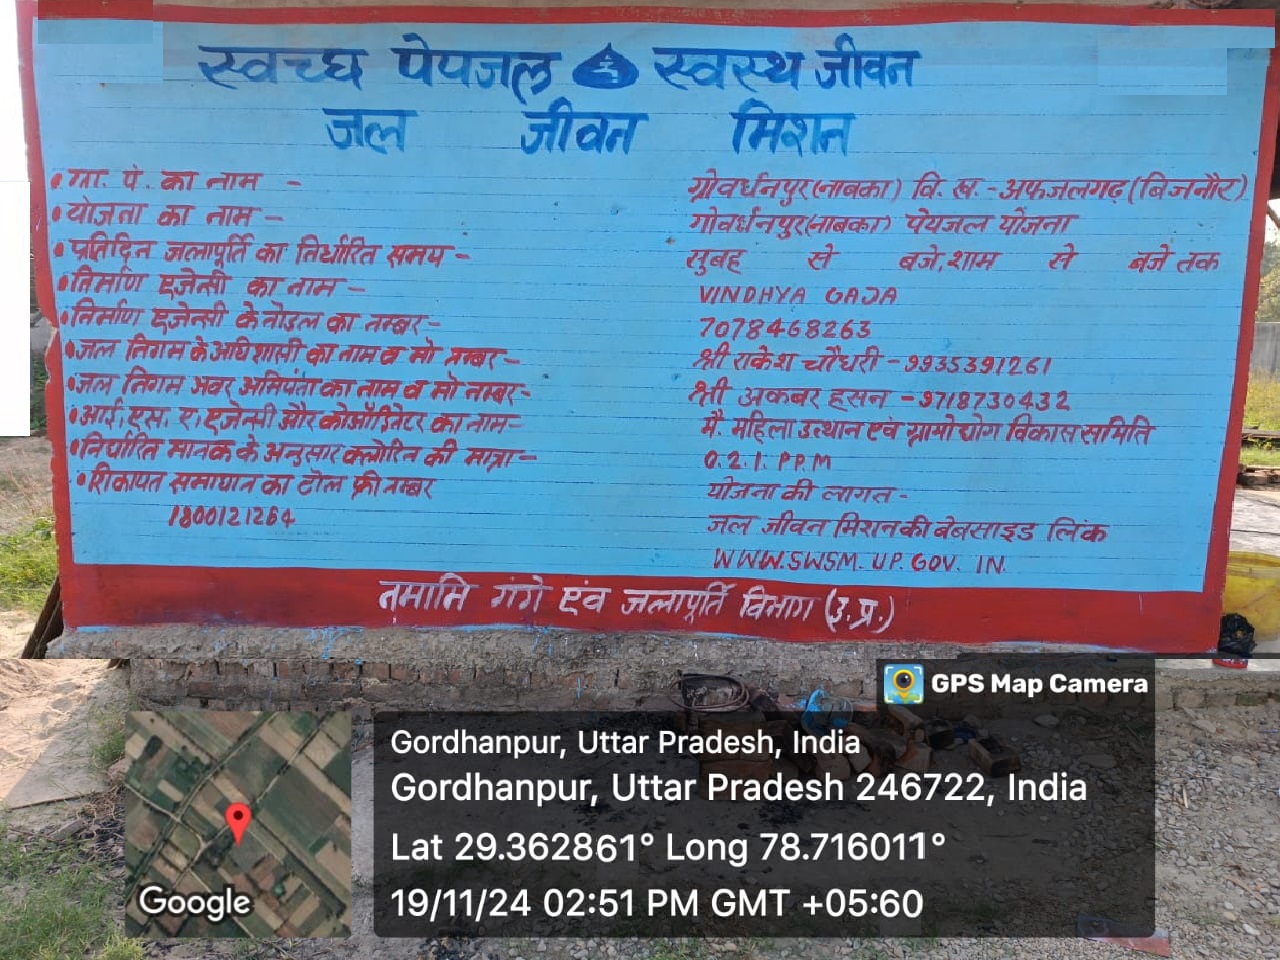 स्वच्छ पेयजल स्वस्थ जीवन
जल जीवन मिशन
• ग्रा. पं. का नाम - ग्रोवर्धनपुर(नाबका) वि. ख. - अफजलगढ़ (बिजनौर)
• योजता का नाम - गोवर्धनपुर(नाबका) पेयजल योजना
• प्रतिदिन जलापूर्ति का निर्धारित समय - सुबह से बजे, शाम से बजे तक
• निर्माण एजेन्सी का नाम - VINDHYA GAJA
• निर्माण एजेन्सी के नोडल का नम्बर - 7078468263
• जल निगम के अधिशासी का नाम व मो नम्बर - श्री राकेश चौधरी - 9935391261
• जल निगम अवर अभियंता का नाम व मो नम्बर - श्री अकबर हसन - 9718730432
• आई. एस. ए. एजेन्सी और कोऑर्डिनेटर का नाम - मै. महिला उत्थान एवं ग्रामोद्योग विकास समिति
• निर्धारित मानक के अनुसार क्लोरिन की मात्रा - 0.2.1. PPM
• शिकायत समाधान का टोल फ्री नम्बर योजना की लागत -
1800121264 जल जीवन मिशन की बेबसाइड लिंक
WWW.SWSM.UP.GOV.IN.
नमामि गंगे एंव जलापूर्ति विभाग (उ.प्र.)
GPS Map Camera
Gordhanpur, Uttar Pradesh, India
Gordhanpur, Uttar Pradesh 246722, India
Lat 29.362861° Long 78.716011°
19/11/24 02:51 PM GMT +05:60
Google